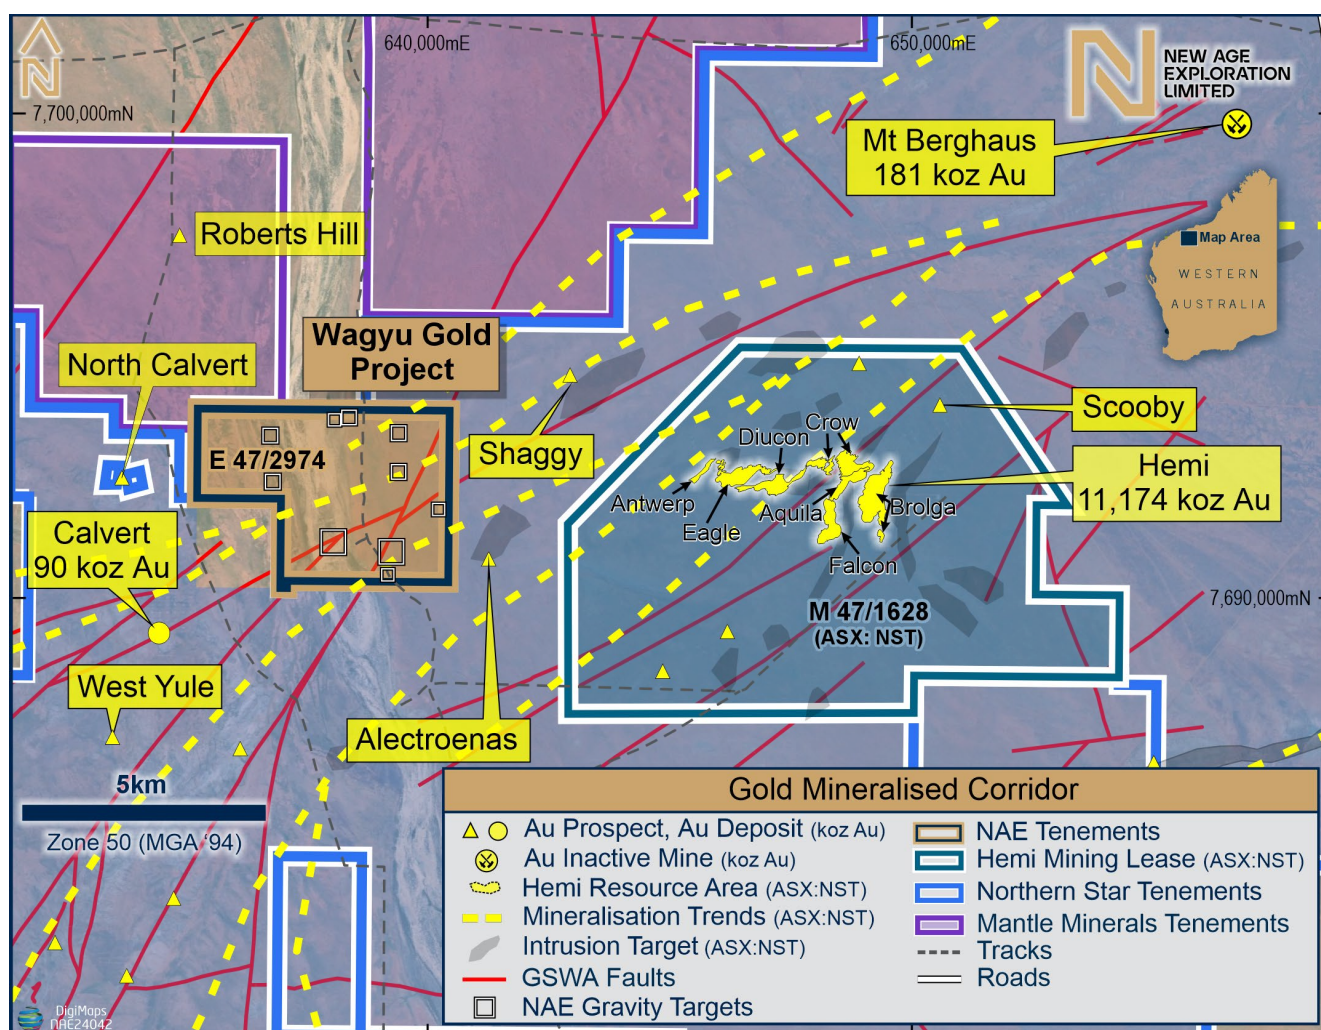 N
640,000mE
650,000mE
7,700,000mN
N
NEW AGE
EXPLORATION
LIMITED
Mt Berghaus
181 koz Au
Map Area
WESTERN
AUSTRALIA
Roberts Hill
Wagyu Gold
Project
North Calvert
E 47/2974
Shaggy
Scooby
Crow
Diucon
Hemi
11,174 koz Au
Antwerp
Eagle
Aquila
Brolga
Falcon
Calvert
90 koz Au
7,690,000mN
M 47/1628
(ASX: NST)
West Yule
Alectroenas
5km
Zone 50 (MGA '94)
Gold Mineralised Corridor
Au Prospect, Au Deposit (koz Au)
Au Inactive Mine (koz Au)
Hemi Resource Area (ASX:NST)
Mineralisation Trends (ASX:NST)
Intrusion Target (ASX:NST)
GSWA Faults
NAE Gravity Targets
NAE Tenements
Hemi Mining Lease (ASX:NST)
Northern Star Tenements
Mantle Minerals Tenements
Tracks
Roads
DigiMaps
NAE24042